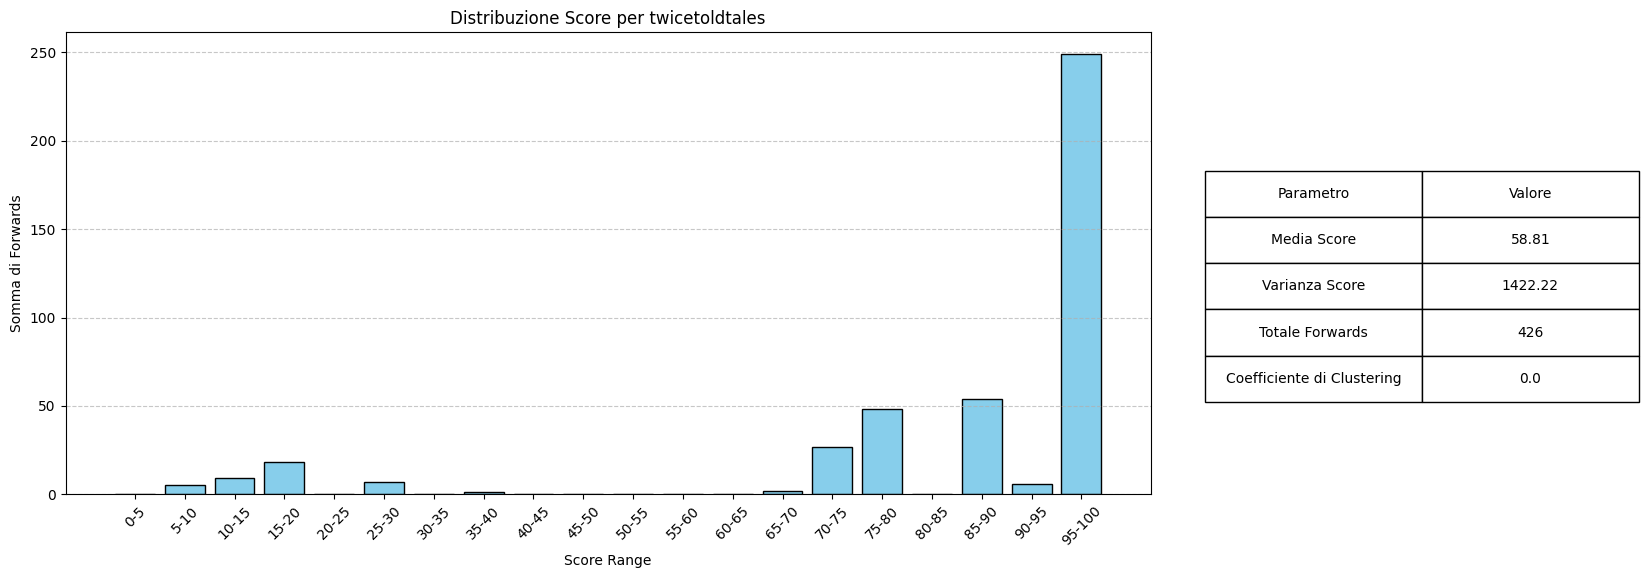 Distribuzione Score per twicetoldtales
Somma di Forwards
250
200
150
100
50
0
0-5 5-10 10-15 15-20 20-25 25-30 30-35 35-40 40-45 45-50 50-55 55-60 60-65 65-70 70-75 75-80 80-85 85-90 90-95 95-100
Score Range
Parametro Valore
Media Score 58.81
Varianza Score 1422.22
Totale Forwards 426
Coefficiente di Clustering 0.0